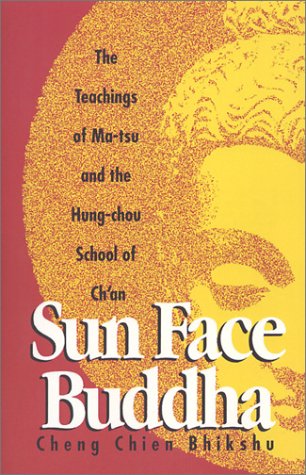 The
Teachings
of Ma-tsu
and the
Hung-chou
School of
Ch'an
Sun Face
Buddha
Cheng Chien Bhikshu